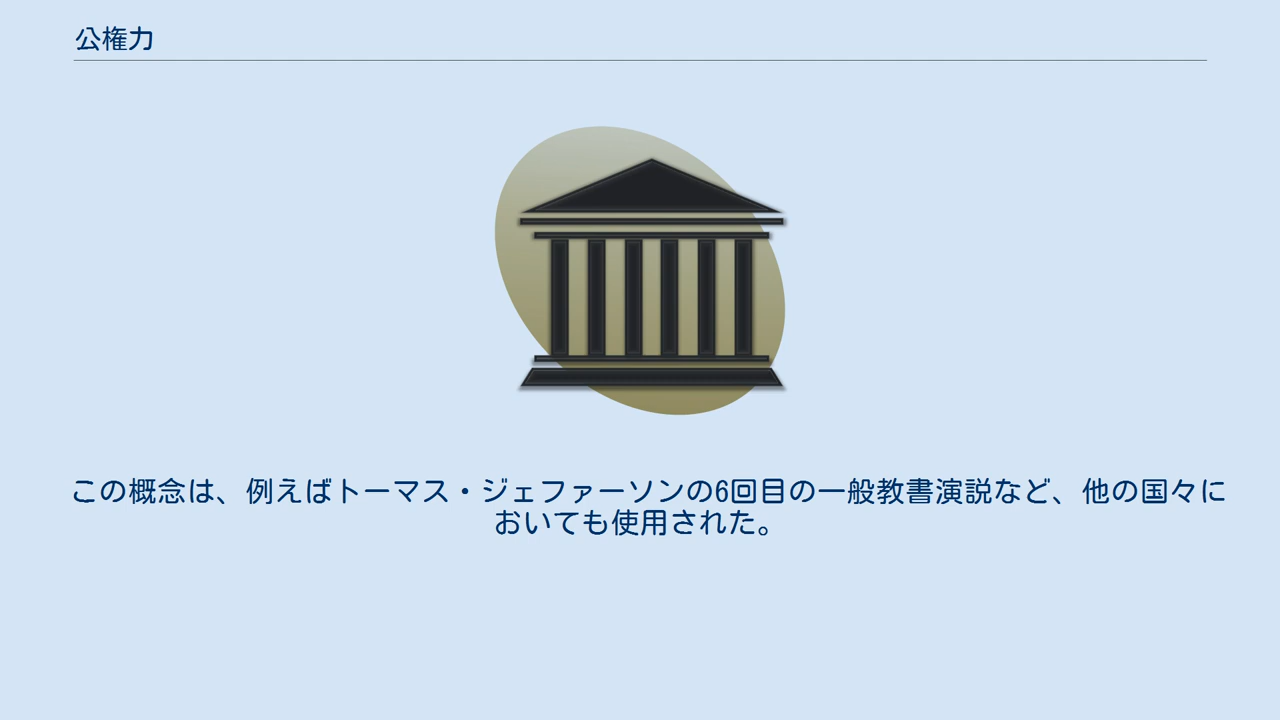 公権力
この概念は、例えばトーマス・ジェファーソンの6回目の一般教書演説など、他の国々に
おいても使用された。